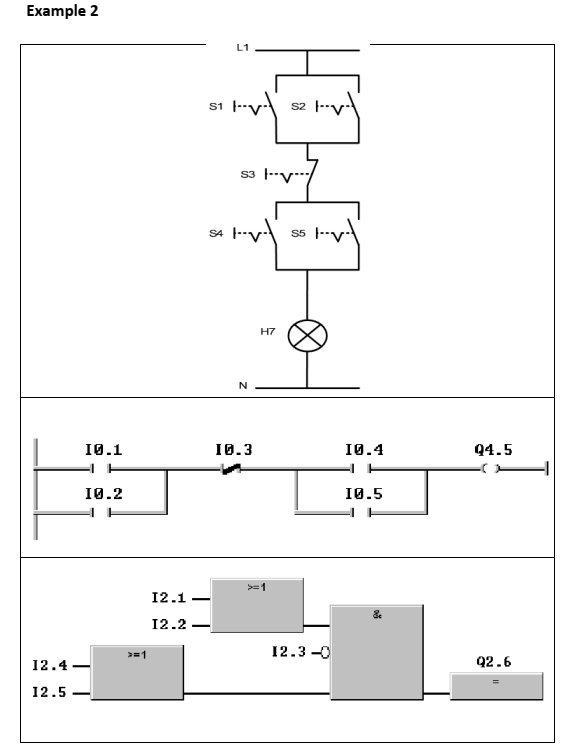 Example 2
L1
S1 S2
S3
S4 S5
H7
N
I0.1 I0.3 I0.4 Q4.5
I0.2 I0.5
>=1
I2.1
I2.2
&
I2.3
>=1
I2.4
I2.5
Q2.6
=